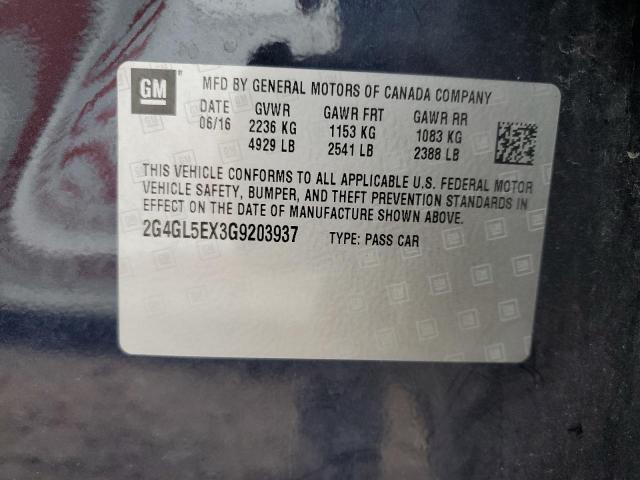 GM
MFD BY GENERAL MOTORS OF CANADA COMPANY
DATE GVWR GAWR FRT GAWR RR
06/16 2236 KG 1153 KG 1083 KG
4929 LB 2541 LB 2388 LB
THIS VEHICLE CONFORMS TO ALL APPLICABLE U.S. FEDERAL MOTOR
VEHICLE SAFETY, BUMPER, AND THEFT PREVENTION STANDARDS IN
EFFECT ON THE DATE OF MANUFACTURE SHOWN ABOVE.
2G4GL5EX3G9203937 TYPE: PASS CAR